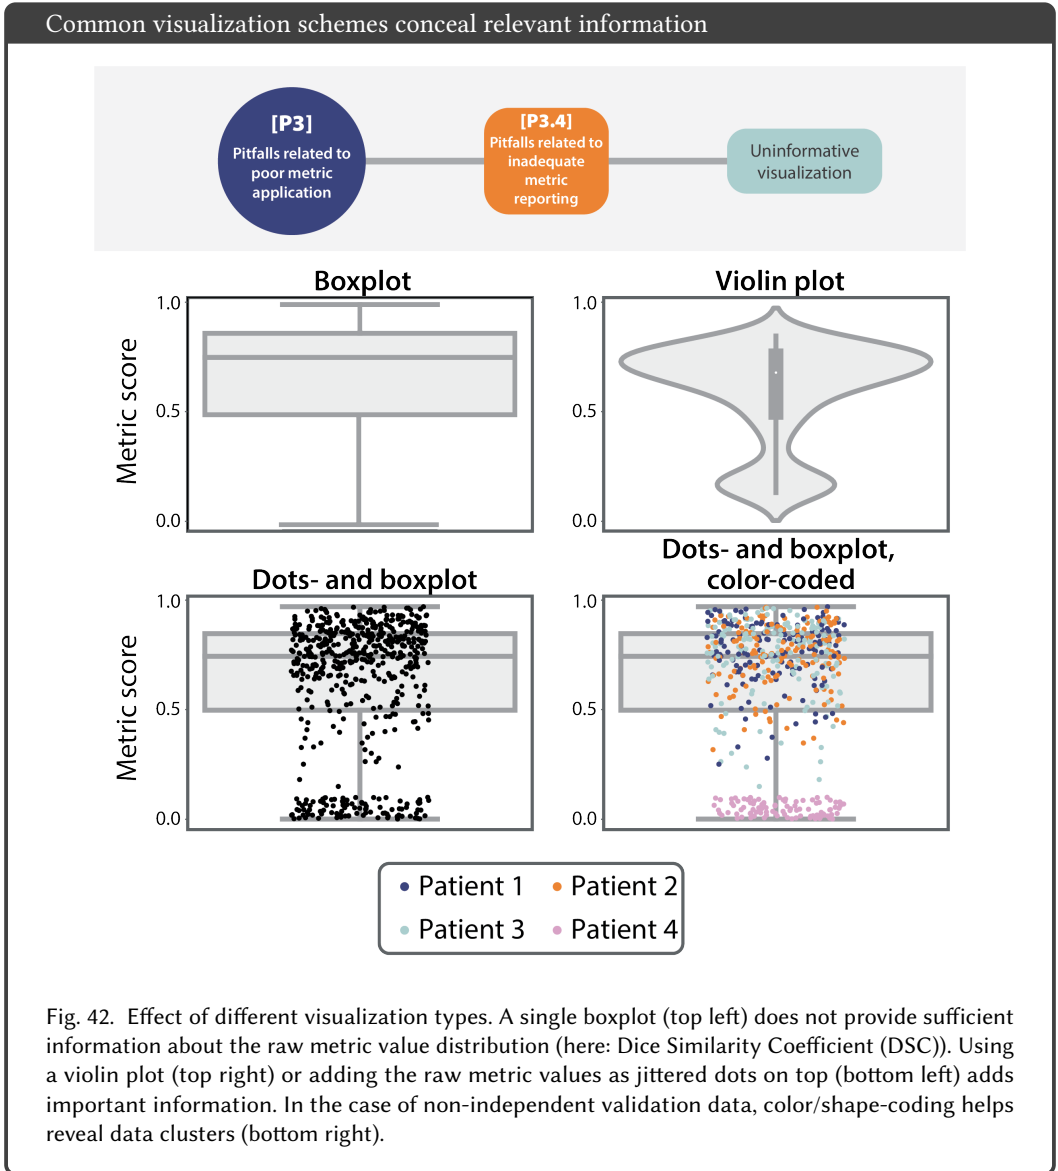 Common visualization schemes conceal relevant information
[P3]
Pitfalls related to
poor metric
application
[P3.4]
Pitfalls related to
inadequate
metric
reporting
Uninformative
visualization
Boxplot
Metric score
1.0
0.5
0.0
Violin plot
1.0
0.5
0.0
Dots- and boxplot
Metric score
1.0
0.5
0.0
Dots- and boxplot,
color-coded
1.0
0.5
0.0
Patient 1
Patient 2
Patient 3
Patient 4
Fig. 42. Effect of different visualization types. A single boxplot (top left) does not provide sufficient
information about the raw metric value distribution (here: Dice Similarity Coefficient (DSC)). Using
a violin plot (top right) or adding the raw metric values as jittered dots on top (bottom left) adds
important information. In the case of non-independent validation data, color/shape-coding helps
reveal data clusters (bottom right).